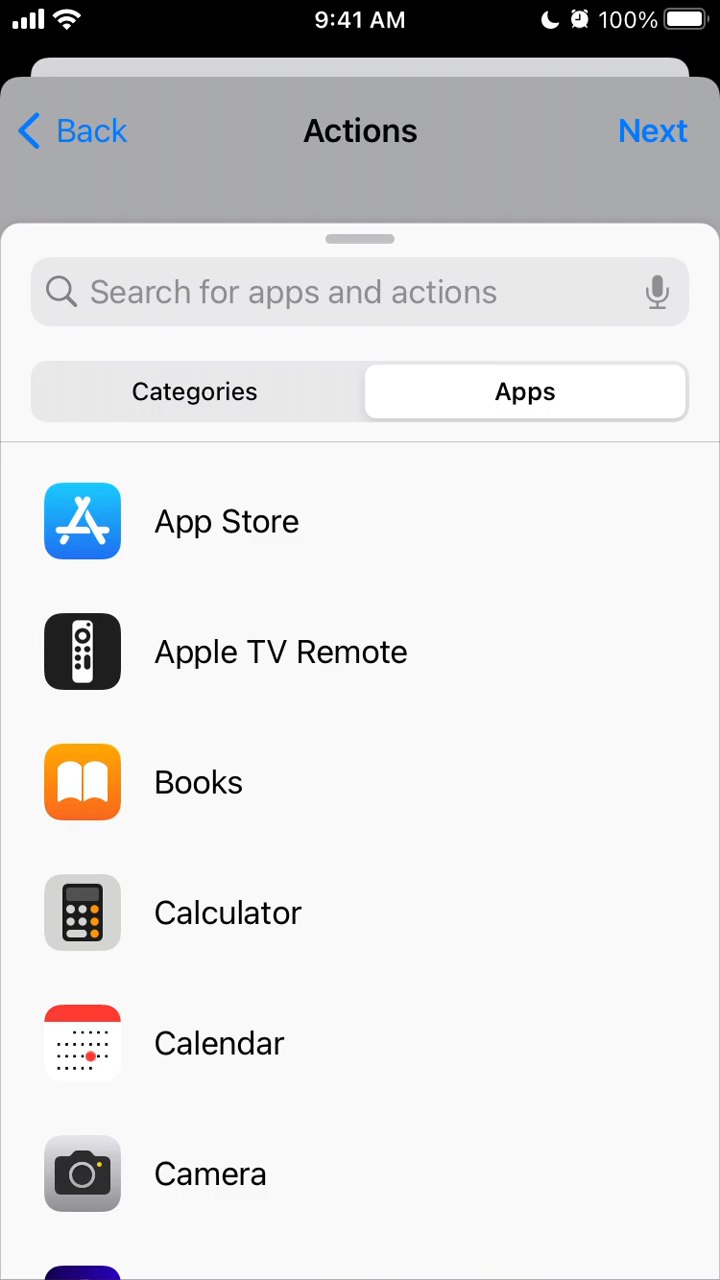 9:41 AM 100%
Back Actions Next
Search for apps and actions
Categories Apps
App Store
Apple TV Remote
Books
Calculator
Calendar
Camera